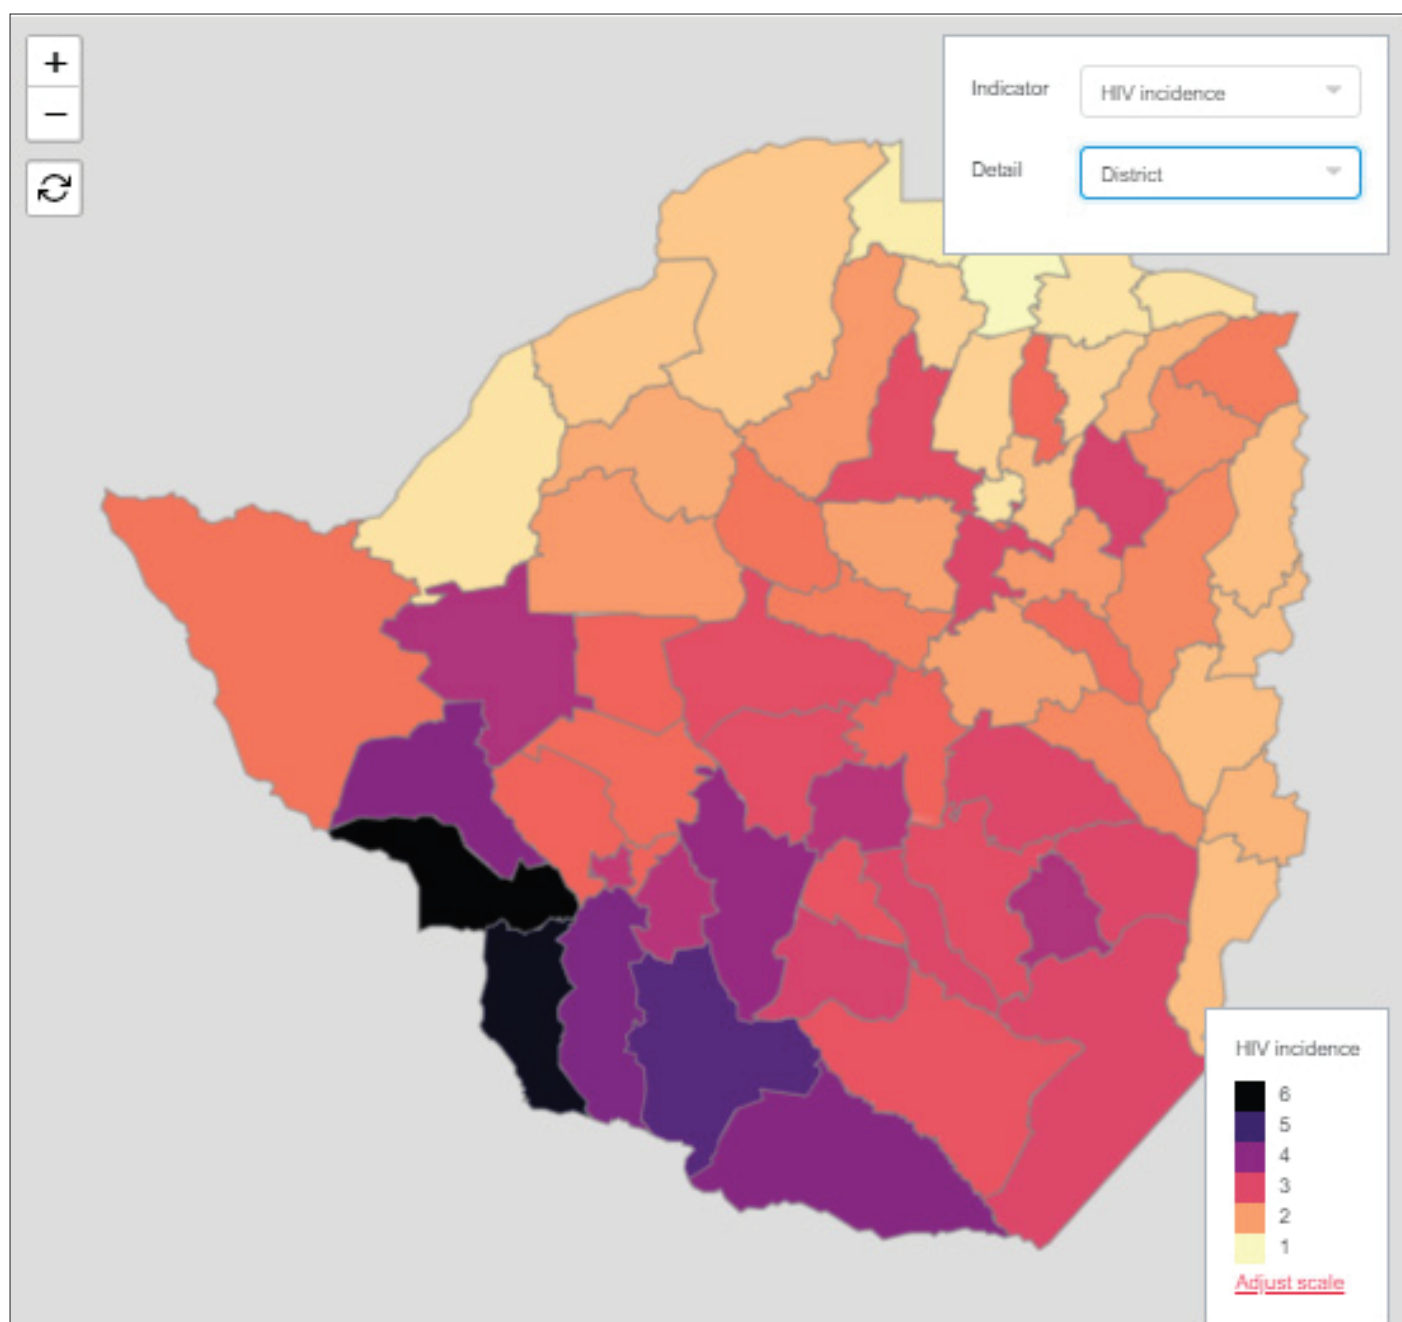 +
−
Indicator HIV incidence
Detail District
HIV incidence
6
5
4
3
2
1
Adjust scale